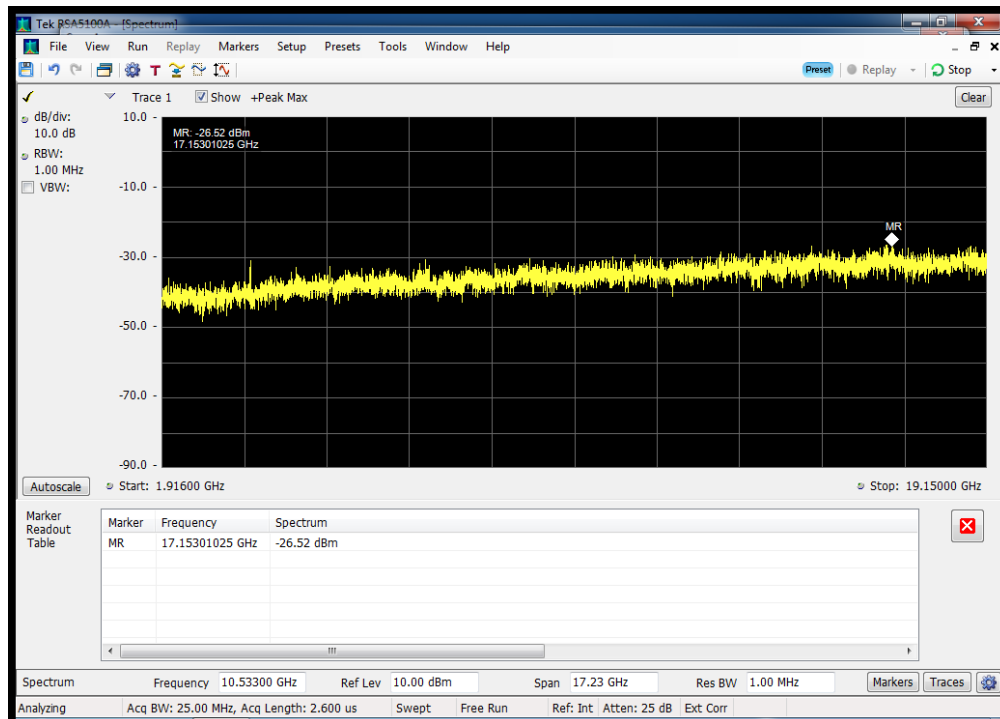 Tek RSA5100A - [Spectrum]
File View Run Replay Markers Setup Presets Tools Window Help
T Preset Replay Stop
Trace 1 Show +Peak Max Clear
dB/div:
10.0 dB
RBW:
1.00 MHz
VBW:
10.0
-10.0
-30.0
-50.0
-70.0
-90.0
MR: -26.52 dBm
17.15301025 GHz
MR
Autoscale Start: 1.91600 GHz Stop: 19.15000 GHz
Marker
Readout
Table
Marker Frequency Spectrum
MR 17.15301025 GHz -26.52 dBm
Spectrum Frequency 10.53300 GHz Ref Lev 10.00 dBm Span 17.23 GHz Res BW 1.00 MHz Markers Traces
Analyzing Acq BW: 25.00 MHz, Acq Length: 2.600 us Swept Free Run Ref: Int Atten: 25 dB Ext Corr